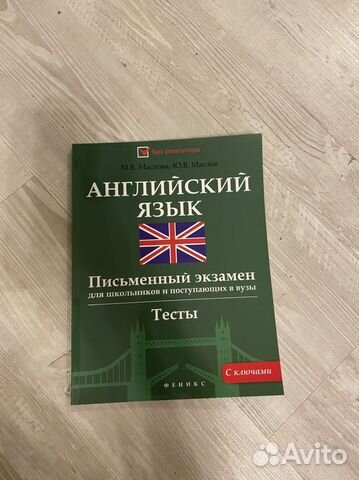 Без репетитора
М.Е. Маслова, Ю.В. Маслов
АНГЛИЙСКИЙ
ЯЗЫК
Письменный экзамен
для школьников и поступающих в вузы
Тесты
С ключами
ФЕНИКС
Avito